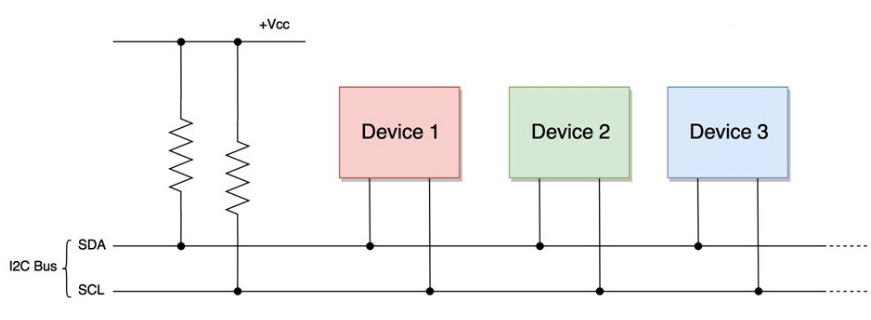 +Vcc
Device 1
Device 2
Device 3
SDA
I2C Bus
SCL